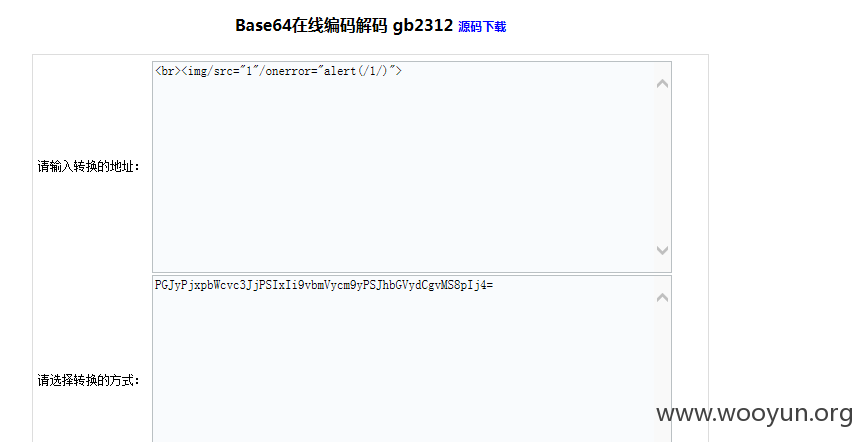 Base64在线编码解码 gb2312 源码下载
<br><img/src="1"/onerror="alert(/1/)">
请输入转换的地址：
PGJyPjxpbWcvc3JjPSIxIi9vbmVycm9yPSJhbGVydCgvMS8pIj4=
请选择转换的方式：
www.wooyun.org